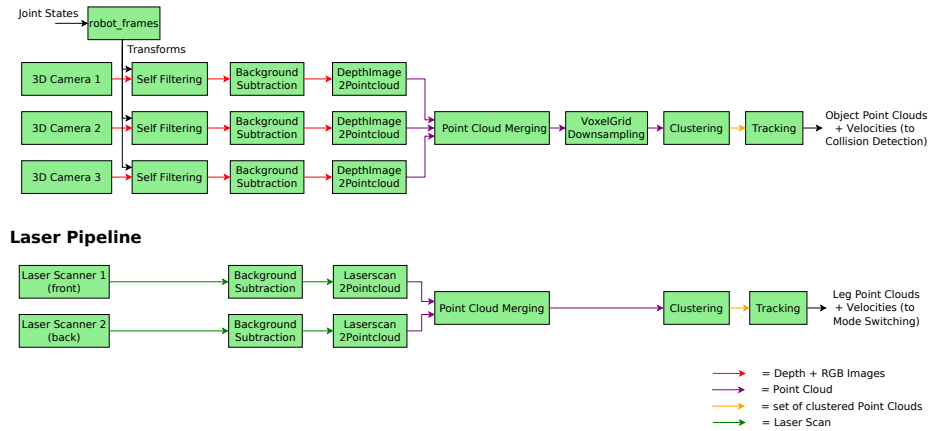 Joint States
robot_frames
Transforms
3D Camera 1
Self Filtering
Background
Subtraction
DepthImage
2Pointcloud
3D Camera 2
Self Filtering
Background
Subtraction
DepthImage
2Pointcloud
Point Cloud Merging
VoxelGrid
Downsampling
Clustering
Tracking
Object Point Clouds
+ Velocities (to
Collision Detection)
3D Camera 3
Self Filtering
Background
Subtraction
DepthImage
2Pointcloud
Laser Pipeline
Laser Scanner 1
(front)
Background
Subtraction
Laserscan
2Pointcloud
Point Cloud Merging
Clustering
Tracking
Leg Point Clouds
+ Velocities (to
Mode Switching)
Laser Scanner 2
(back)
Background
Subtraction
Laserscan
2Pointcloud
= Depth + RGB Images
= Point Cloud
= set of clustered Point Clouds
= Laser Scan